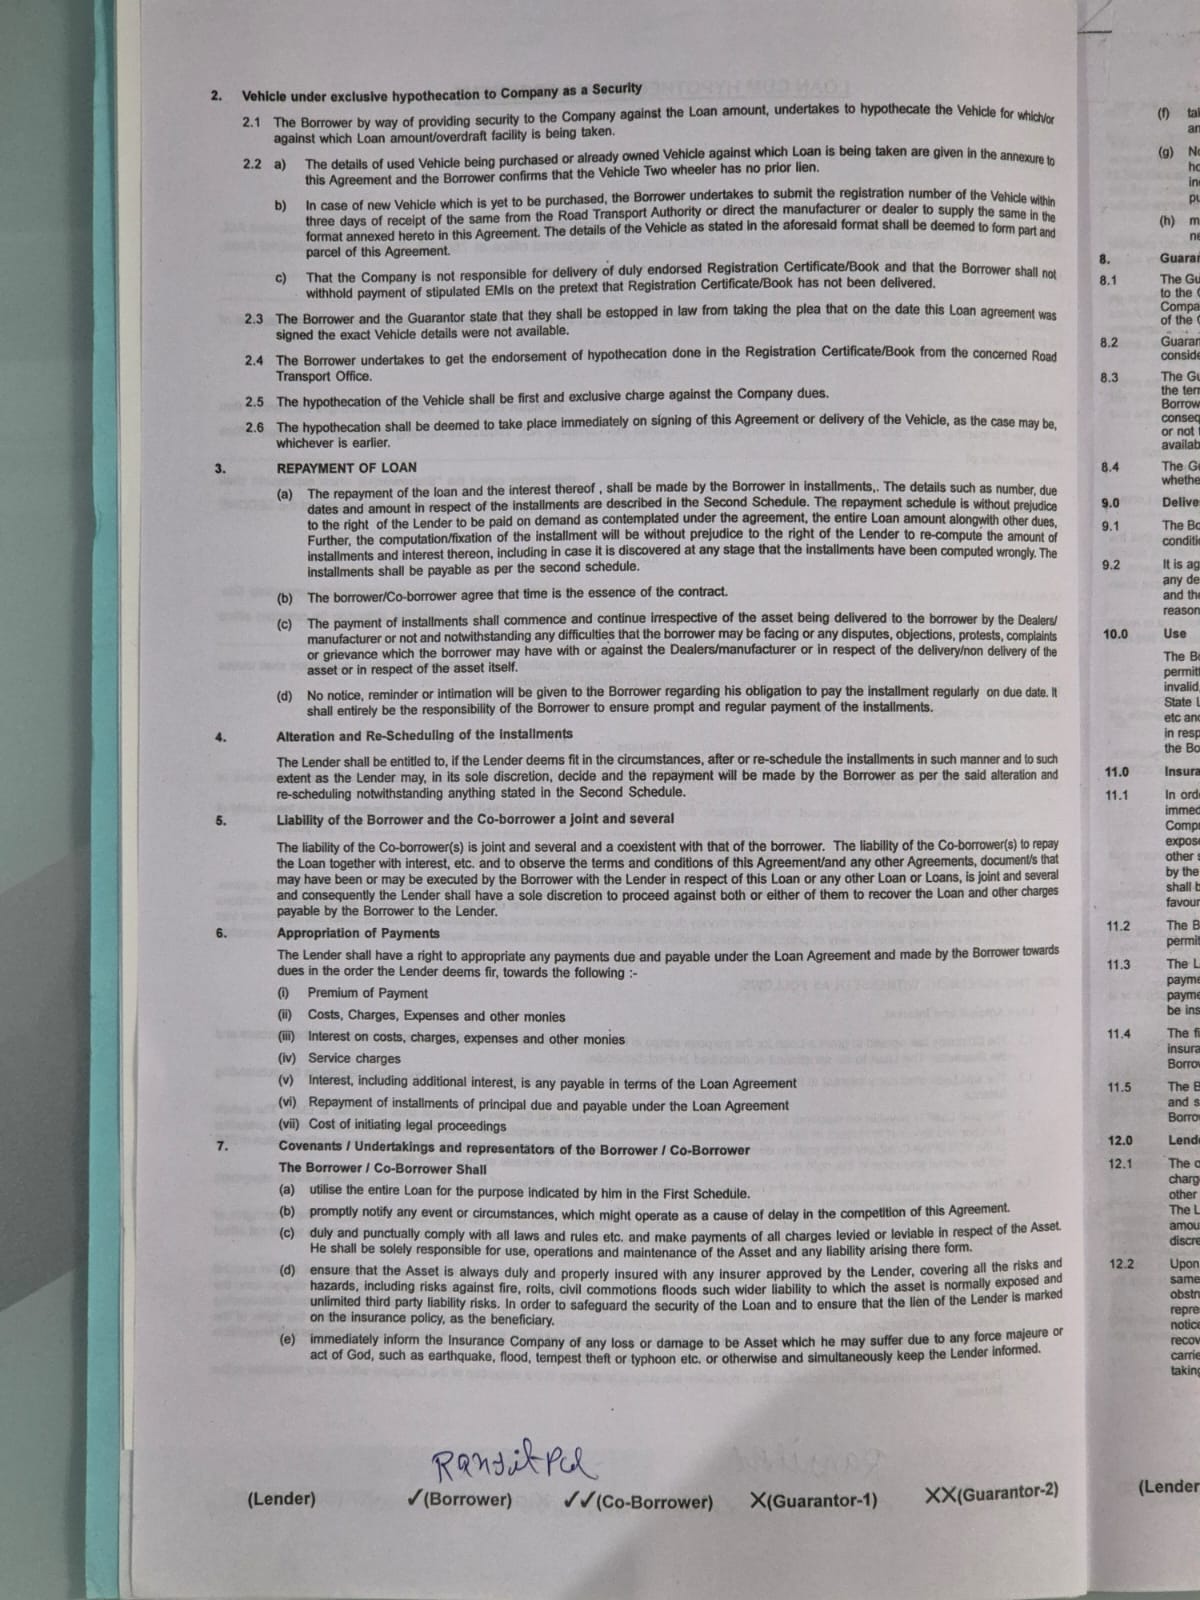 2. Vehicle under exclusive hypothecation to Company as a Security
2.1 The Borrower by way of providing security to the Company against the Loan amount, undertakes to hypothecate the Vehicle for which/or
against which Loan amount/overdraft facility is being taken.
2.2 a) The details of used Vehicle being purchased or already owned Vehicle against which Loan is being taken are given in the annexure to
this Agreement and the Borrower confirms that the Vehicle Two wheeler has no prior lien.
b) In case of new Vehicle which is yet to be purchased, the Borrower undertakes to submit the registration number of the Vehicle within
three days of receipt of the same from the Road Transport Authority or direct the manufacturer or dealer to supply the same in the
format annexed hereto in this Agreement. The details of the Vehicle as stated in the aforesaid format shall be deemed to form part and
parcel of this Agreement.
c) That the Company is not responsible for delivery of duly endorsed Registration Certificate/Book and that the Borrower shall not
withhold payment of stipulated EMIs on the pretext that Registration Certificate/Book has not been delivered.
2.3 The Borrower and the Guarantor state that they shall be estopped in law from taking the plea that on the date this Loan agreement was
signed the exact Vehicle details were not available.
2.4 The Borrower undertakes to get the endorsement of hypothecation done in the Registration Certificate/Book from the concerned Road
Transport Office.
2.5 The hypothecation of the Vehicle shall be first and exclusive charge against the Company dues.
2.6 The hypothecation shall be deemed to take place immediately on signing of this Agreement or delivery of the Vehicle, as the case may be,
whichever is earlier.
3. REPAYMENT OF LOAN
(a) The repayment of the loan and the interest thereof , shall be made by the Borrower in installments,. The details such as number, due
dates and amount in respect of the installments are described in the Second Schedule. The repayment schedule is without prejudice
to the right of the Lender to be paid on demand as contemplated under the agreement, the entire Loan amount alongwith other dues,
Further, the computation/fixation of the installment will be without prejudice to the right of the Lender to re-compute the amount of
installments and interest thereon, including in case it is discovered at any stage that the installments have been computed wrongly. The
installments shall be payable as per the second schedule.
(b) The borrower/Co-borrower agree that time is the essence of the contract.
(c) The payment of installments shall commence and continue irrespective of the asset being delivered to the borrower by the Dealers/
manufacturer or not and notwithstanding any difficulties that the borrower may be facing or any disputes, objections, protests, complaints
or grievance which the borrower may have with or against the Dealers/manufacturer or in respect of the delivery/non delivery of the
asset or in respect of the asset itself.
(d) No notice, reminder or intimation will be given to the Borrower regarding his obligation to pay the installment regularly on due date. It
shall entirely be the responsibility of the Borrower to ensure prompt and regular payment of the installments.
4. Alteration and Re-Scheduling of the installments
The Lender shall be entitled to, if the Lender deems fit in the circumstances, after or re-schedule the installments in such manner and to such
extent as the Lender may, in its sole discretion, decide and the repayment will be made by the Borrower as per the said alteration and
re-scheduling notwithstanding anything stated in the Second Schedule.
5. Liability of the Borrower and the Co-borrower a joint and several
The liability of the Co-borrower(s) is joint and several and a coexistent with that of the borrower. The liability of the Co-borrower(s) to repay
the Loan together with interest, etc. and to observe the terms and conditions of this Agreement/and any other Agreements, document/s that
may have been or may be executed by the Borrower with the Lender in respect of this Loan or any other Loan or Loans, is joint and several
and consequently the Lender shall have a sole discretion to proceed against both or either of them to recover the Loan and other charges
payable by the Borrower to the Lender.
6. Appropriation of Payments
The Lender shall have a right to appropriate any payments due and payable under the Loan Agreement and made by the Borrower towards
dues in the order the Lender deems fir, towards the following :-
(i) Premium of Payment
(ii) Costs, Charges, Expenses and other monies
(iii) Interest on costs, charges, expenses and other monies
(iv) Service charges
(v) Interest, including additional interest, is any payable in terms of the Loan Agreement
(vi) Repayment of installments of principal due and payable under the Loan Agreement
(vii) Cost of initiating legal proceedings
7. Covenants / Undertakings and representators of the Borrower / Co-Borrower
The Borrower / Co-Borrower Shall
(a) utilise the entire Loan for the purpose indicated by him in the First Schedule.
(b) promptly notify any event or circumstances, which might operate as a cause of delay in the competition of this Agreement.
(c) duly and punctually comply with all laws and rules etc. and make payments of all charges levied or leviable in respect of the Asset.
He shall be solely responsible for use, operations and maintenance of the Asset and any liability arising there form.
(d) ensure that the Asset is always duly and properly insured with any insurer approved by the Lender, covering all the risks and
hazards, including risks against fire, roits, civil commotions floods such wider liability to which the asset is normally exposed and
unlimited third party liability risks. In order to safeguard the security of the Loan and to ensure that the lien of the Lender is marked
on the insurance policy, as the beneficiary.
(e) immediately inform the Insurance Company of any loss or damage to be Asset which he may suffer due to any force majeure or
act of God, such as earthquake, flood, tempest theft or typhoon etc. or otherwise and simultaneously keep the Lender informed.
Ranjit Pal
(Lender) ✓(Borrower) ✓✓(Co-Borrower) X(Guarantor-1) XX(Guarantor-2)
(f)
(g)
(h)
8.
8.1 The
to the
of the
8.2
8.3 The
the
or not
8.4 The
9.0
9.1 The
9.2 It is
any
and the
reason
10.0 Use
The
State
etc
in
the
11.0
11.1 In
other
by the
shall
favour
11.2 The
11.3 The
be
11.4 The
11.5 The
and
12.0
12.1 The
other
The
12.2 Upon
same
taking
(Lender